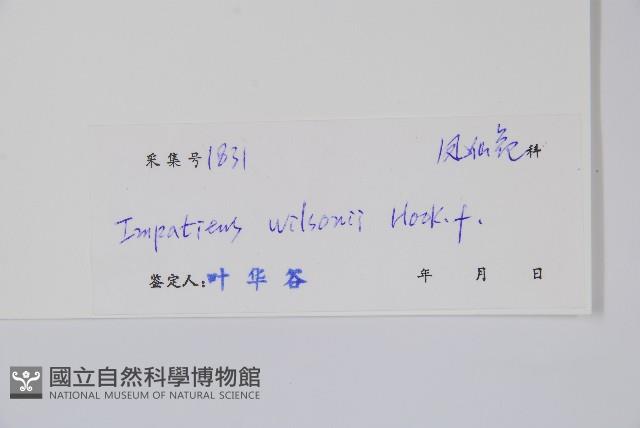 采集号1831 凤仙花科
Impatiens wilsonii Hook.f.
鉴定人:叶华谷 年 月 日
國立自然科學博物館
NATIONAL MUSEUM OF NATURAL SCIENCE